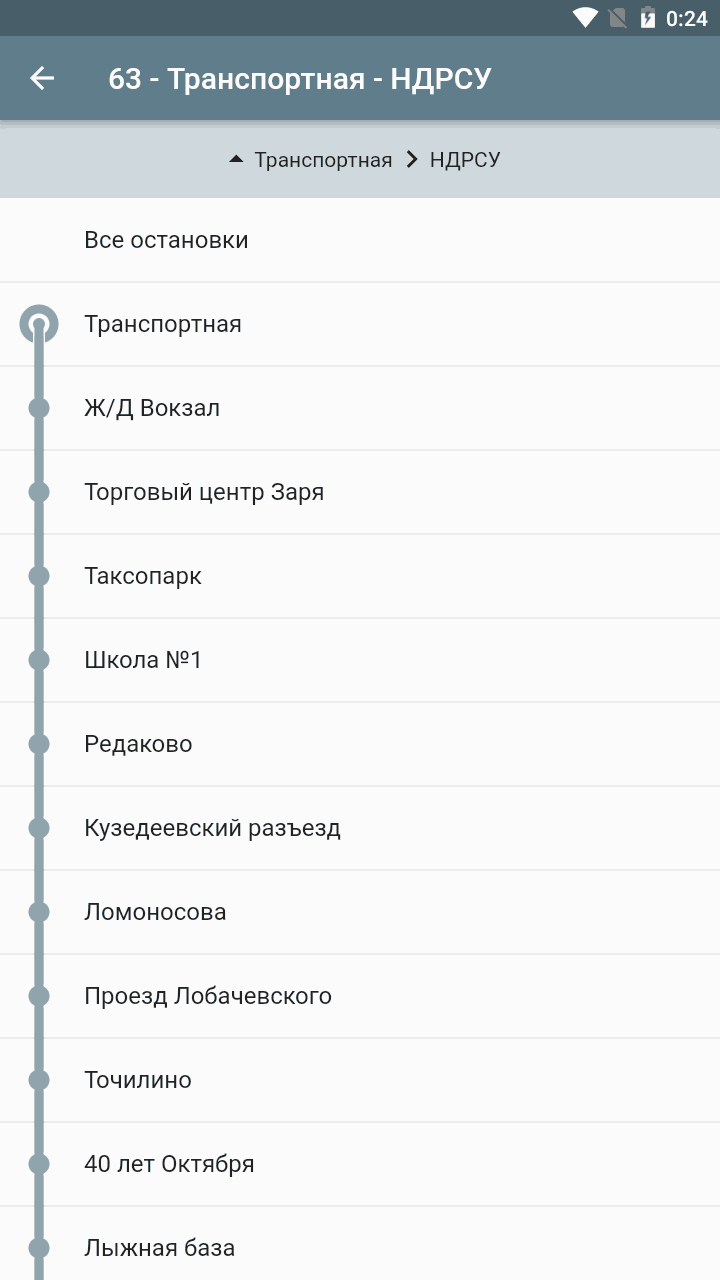 0:24
63 - Транспортная - НДРСУ
Транспортная НДРСУ
Все остановки
Транспортная
Ж/Д Вокзал
Торговый центр Заря
Таксопарк
Школа №1
Редаково
Кузедеевский разъезд
Ломоносова
Проезд Лобачевского
Точилино
40 лет Октября
Лыжная база